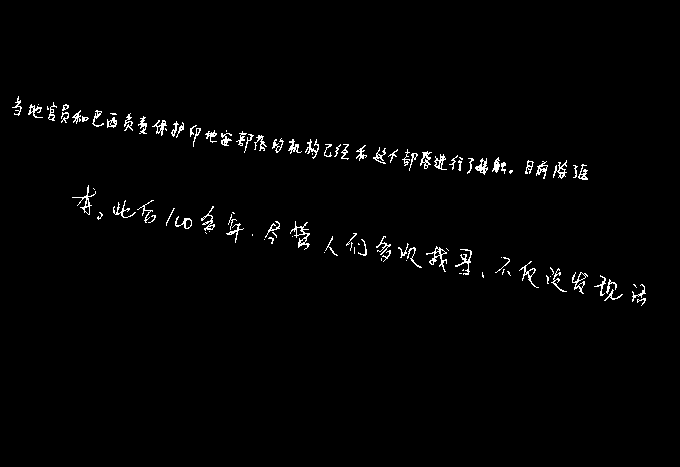 当地官员和巴西负责保护印地安部落的机构已经和这个部落进行了接触。目前除了延
本。此后100多年,尽管人们多次找寻,不仅没发现活